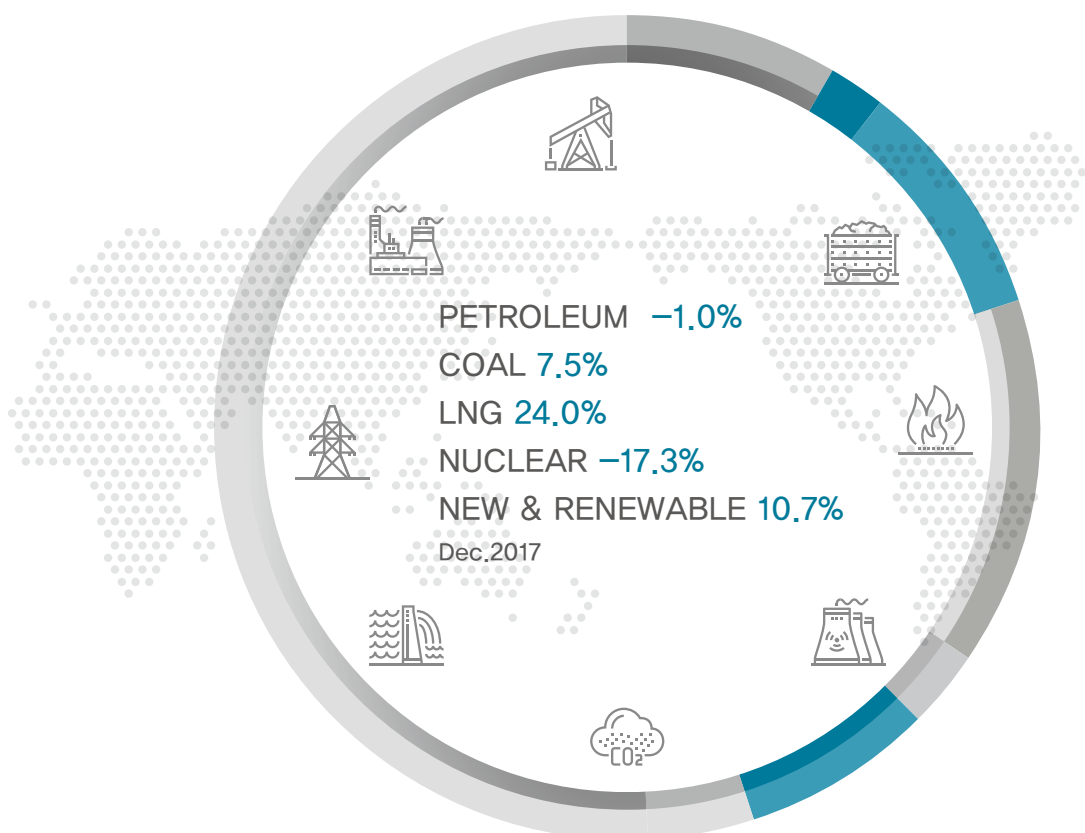 PETROLEUM –1.0%
COAL 7.5%
LNG 24.0%
NUCLEAR –17.3%
NEW & RENEWABLE 10.7%
Dec.2017
CO2